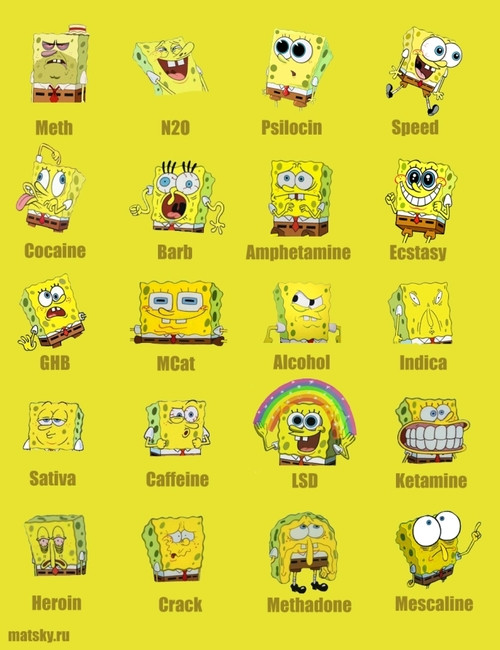 Meth N2O Psilocin Speed
Cocaine Barb Amphetamine Ecstasy
GHB MCat Alcohol Indica
Sativa Caffeine LSD Ketamine
Heroin Crack Methadone Mescaline
matsky.ru